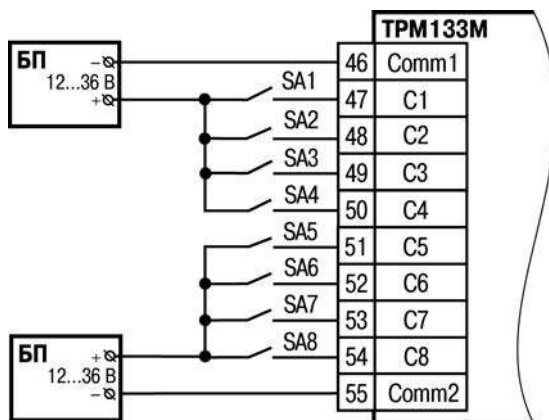 ТРМ133М
БП
–
12...36 В
+
SA1
SA2
SA3
SA4
SA5
SA6
SA7
SA8
46 Comm1
47 C1
48 C2
49 C3
50 C4
51 C5
52 C6
53 C7
54 C8
55 Comm2
БП
+
12...36 В
–